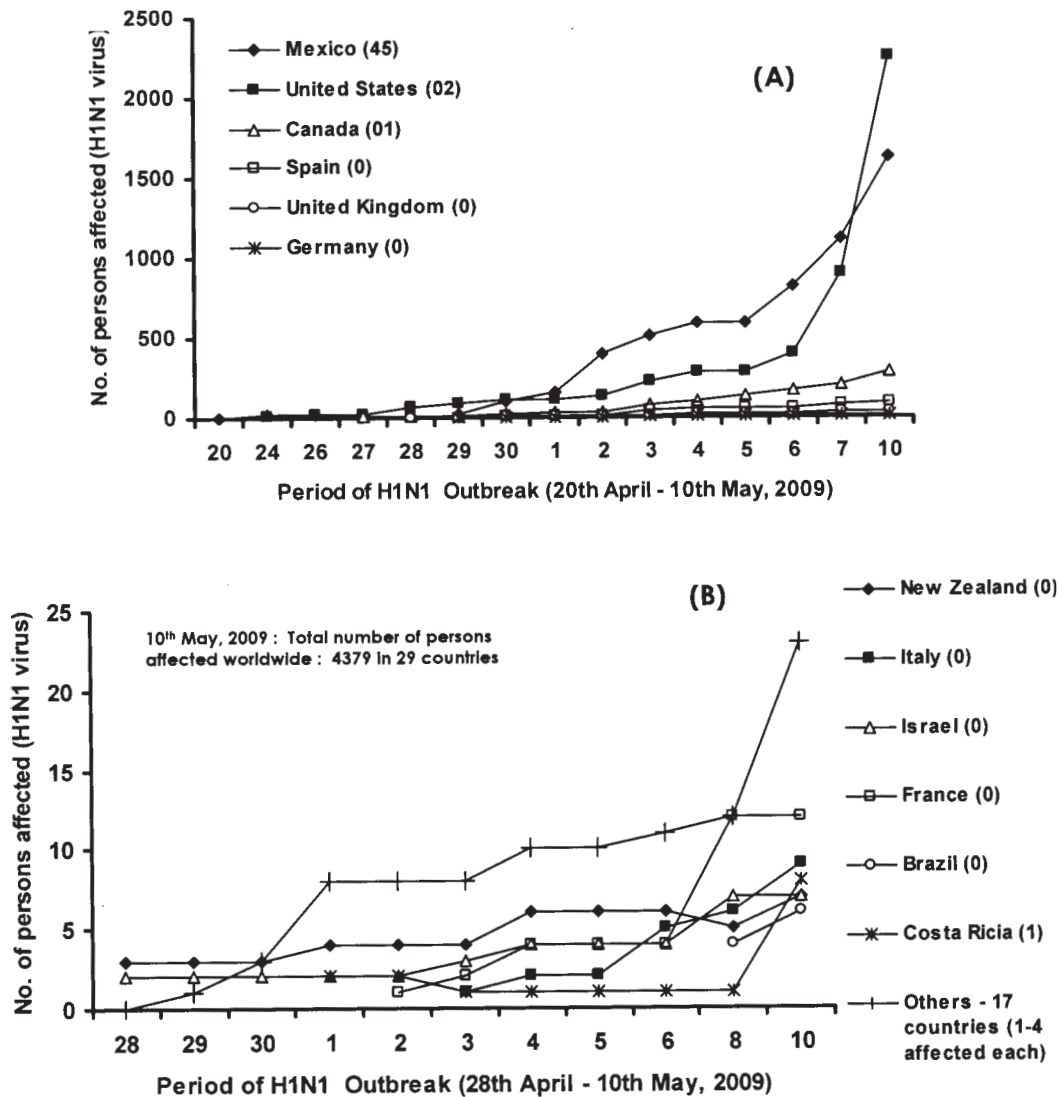 2500
2000
1500
1000
500
0
No. of persons affected (H1N1 virus)
Mexico (45)
United States (02)
Canada (01)
Spain (0)
United Kingdom (0)
Germany (0)
(A)
20 24 26 27 28 29 30 1 2 3 4 5 6 7 10
Period of H1N1 Outbreak (20th April - 10th May, 2009)
25
20
15
10
5
0
No. of persons affected (H1N1 virus)
10th May, 2009 : Total number of persons
affected worldwide : 4379 in 29 countries
(B)
28 29 30 1 2 3 4 5 6 8 10
Period of H1N1 Outbreak (28th April - 10th May, 2009)
New Zealand (0)
Italy (0)
Israel (0)
France (0)
Brazil (0)
Costa Ricia (1)
Others - 17
countries (1-4
affected each)